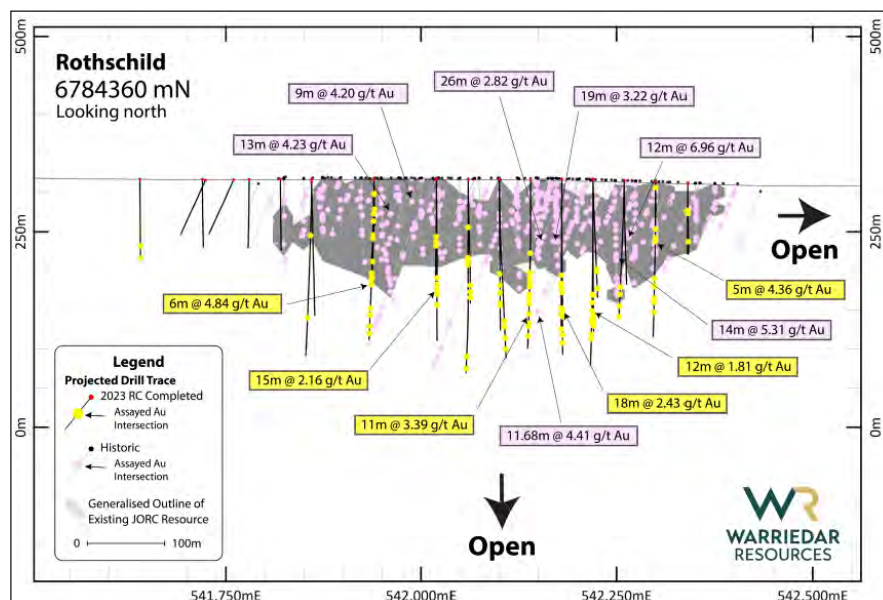 500m
500m
Rothschild
6784360 mN
Looking north
26m @ 2.82 g/t Au
9m @ 4.20 g/t Au
19m @ 3.22 g/t Au
13m @ 4.23 g/t Au
12m @ 6.96 g/t Au
250m
250m
Open
6m @ 4.84 g/t Au
5m @ 4.36 g/t Au
14m @ 5.31 g/t Au
15m @ 2.16 g/t Au
12m @ 1.81 g/t Au
18m @ 2.43 g/t Au
11m @ 3.39 g/t Au
11.68m @ 4.41 g/t Au
Legend
Projected Drill Trace
2023 RC Completed
Assayed Au
Intersection
Historic
Assayed Au
Intersection
Generalised Outline of
Existing JORC Resource
0 100m
0m
0m
Open
WR
WARRIEDAR
RESOURCES
541,750mE
542,000mE
542,250mE
542,500mE